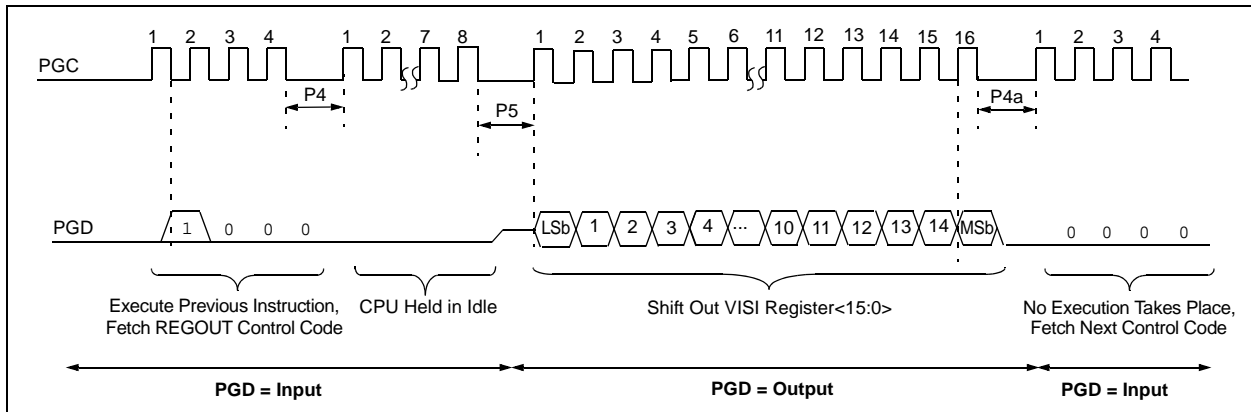 1 2 3 4 1 2 7 8 1 2 3 4 5 6 11 12 13 14 15 16 1 2 3 4
PGC
P4 P5 P4a
PGD 1 0 0 0 LSb 1 2 3 4 ... 10 11 12 13 14 MSb 0 0 0 0
Execute Previous Instruction,
Fetch REGOUT Control Code
CPU Held in Idle
Shift Out VISI Register<15:0>
No Execution Takes Place,
Fetch Next Control Code
PGD = Input PGD = Output PGD = Input